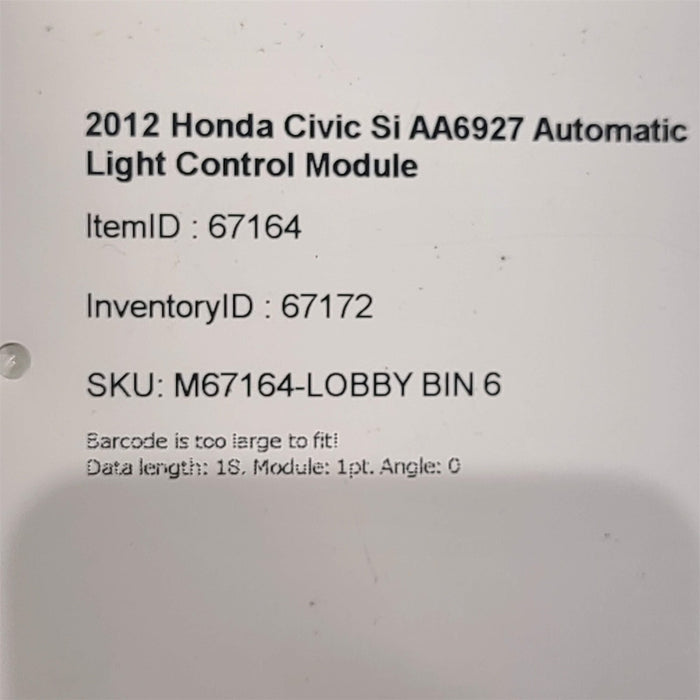 2012 Honda Civic Si AA6927 Automatic
Light Control Module
ItemID : 67164
InventoryID : 67172
SKU: M67164-LOBBY BIN 6
Barcode is too large to fit!
Data length: 18. Module: 1pt. Angle: 0